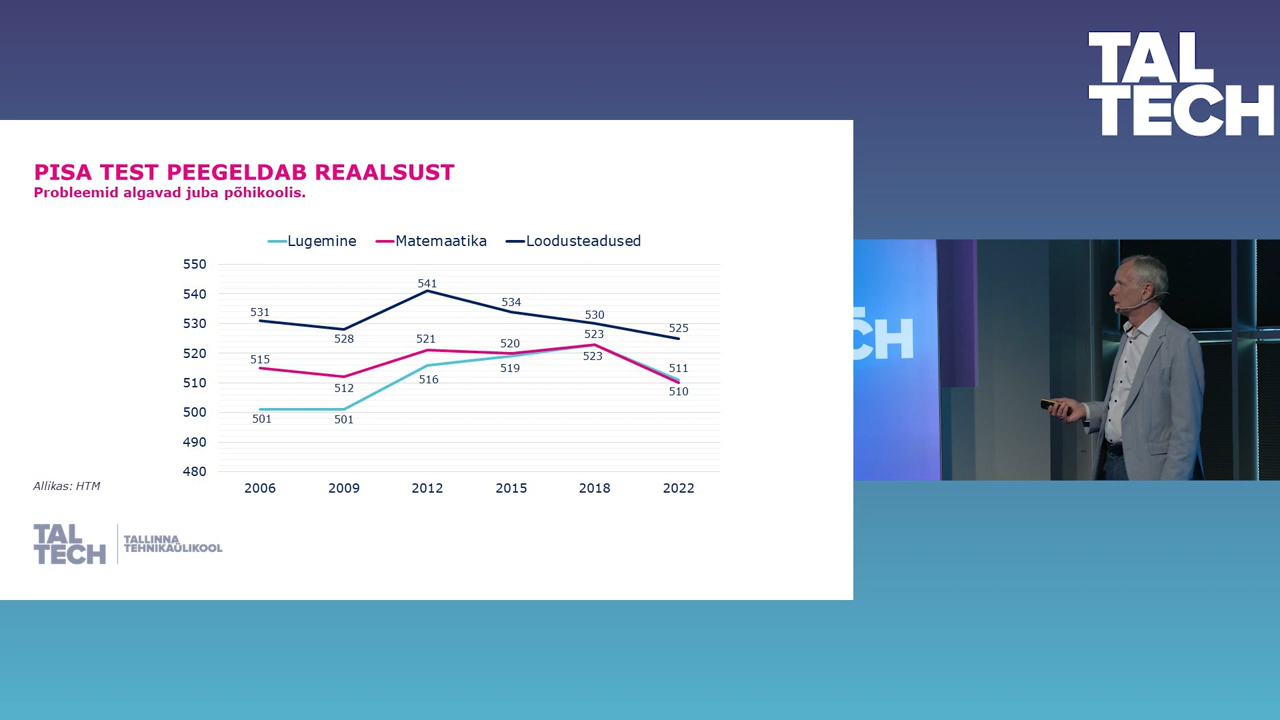 TAL
TECH
PISA TEST PEEGELDAB REAALSUST
Probleemid algavad juba põhikoolis.
Lugemine Matemaatika Loodusteadused
550
540
530
520
510
500
490
480
531 528 541 534 530 525
515 512 521 520 523 510
501 501 516 519 523 511
2006 2009 2012 2015 2018 2022
Allikas: HTM
TAL
TECH
TALLINNA
TEHNIKAÜLIKOOL
CH